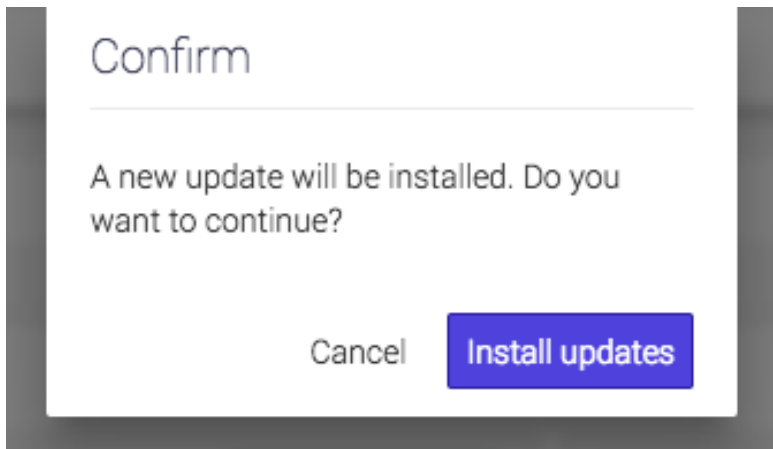 Confirm
A new update will be installed. Do you
want to continue?
Cancel
Install updates